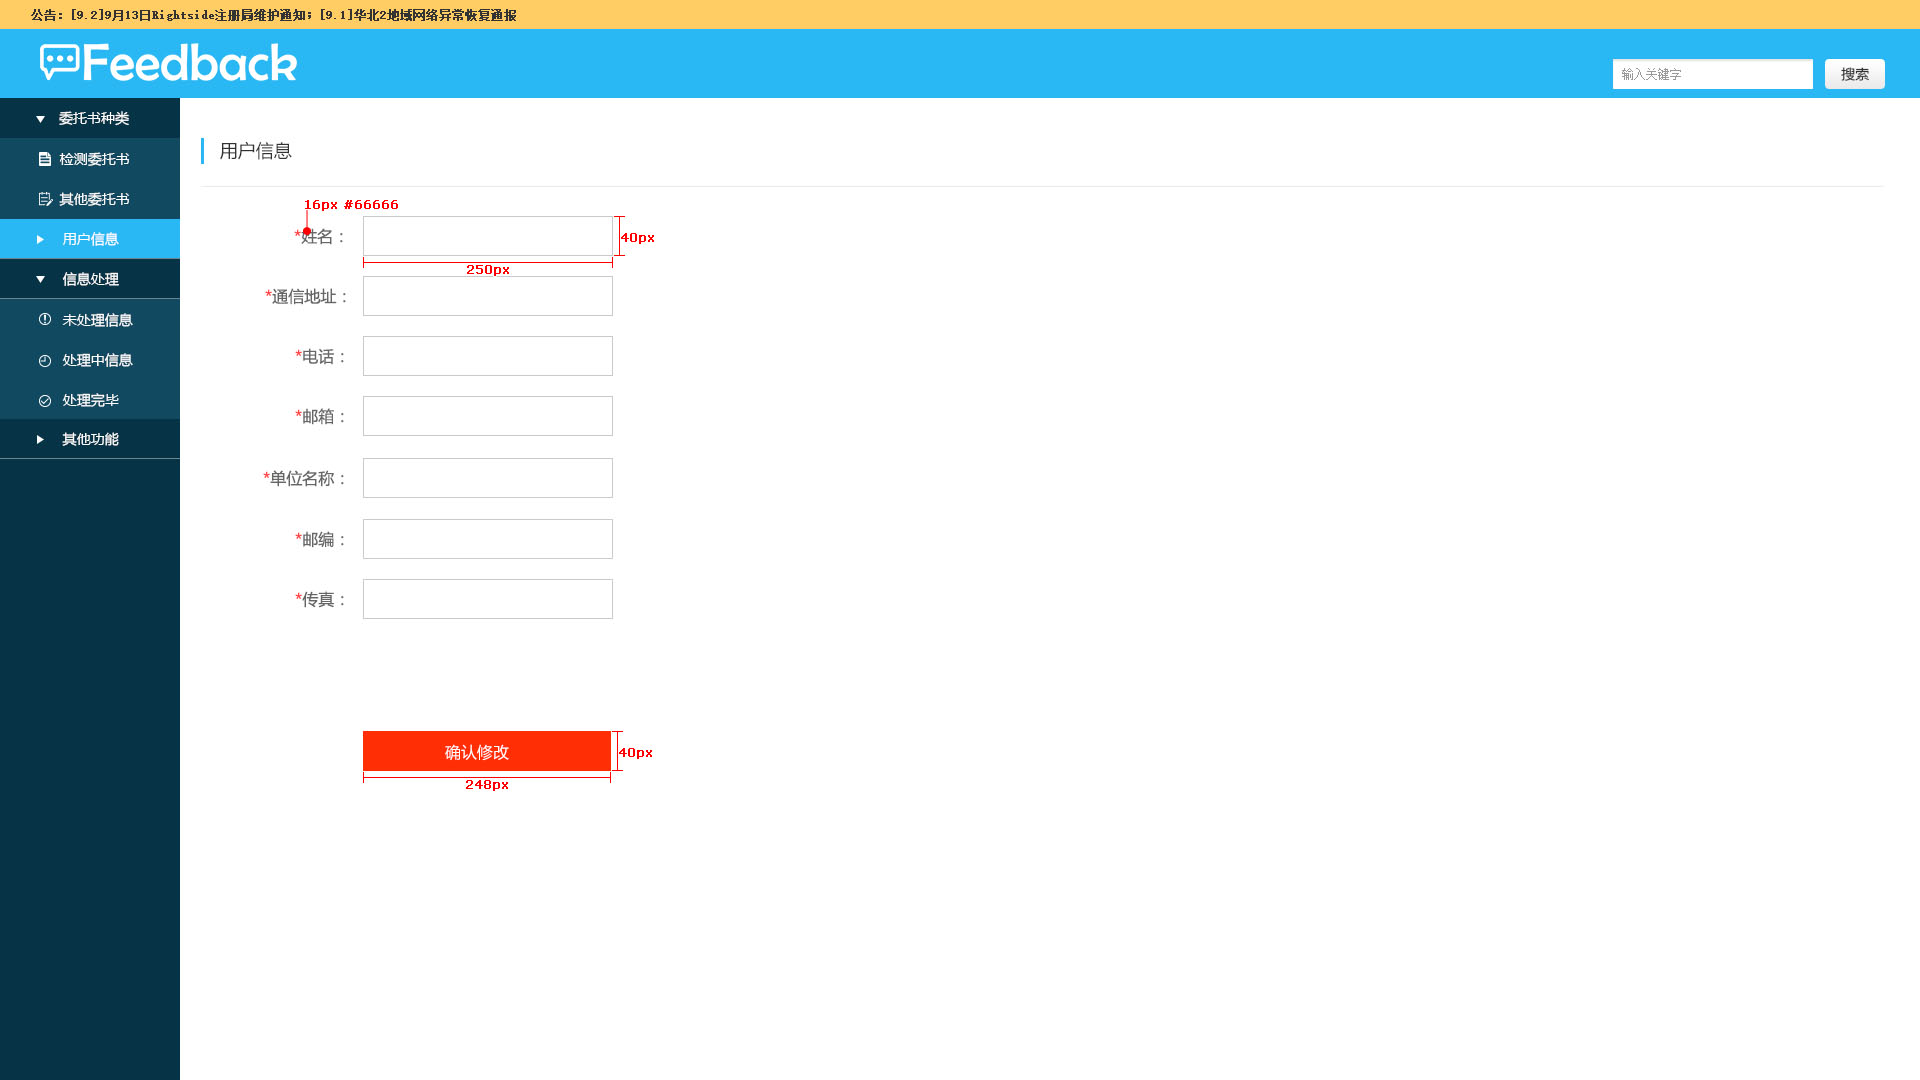 公告：[9.2]9月13日Rightside注册局维护通知；[9.1]华北2地域网络异常恢复通报
Feedback
输入关键字
搜索
委托书种类
检测委托书
其他委托书
用户信息
信息处理
未处理信息
处理中信息
处理完毕
其他功能
用户信息
16px #66666
*姓名：
40px
250px
*通信地址：
*电话：
*邮箱：
*单位名称：
*邮编：
*传真：
确认修改
40px
248px